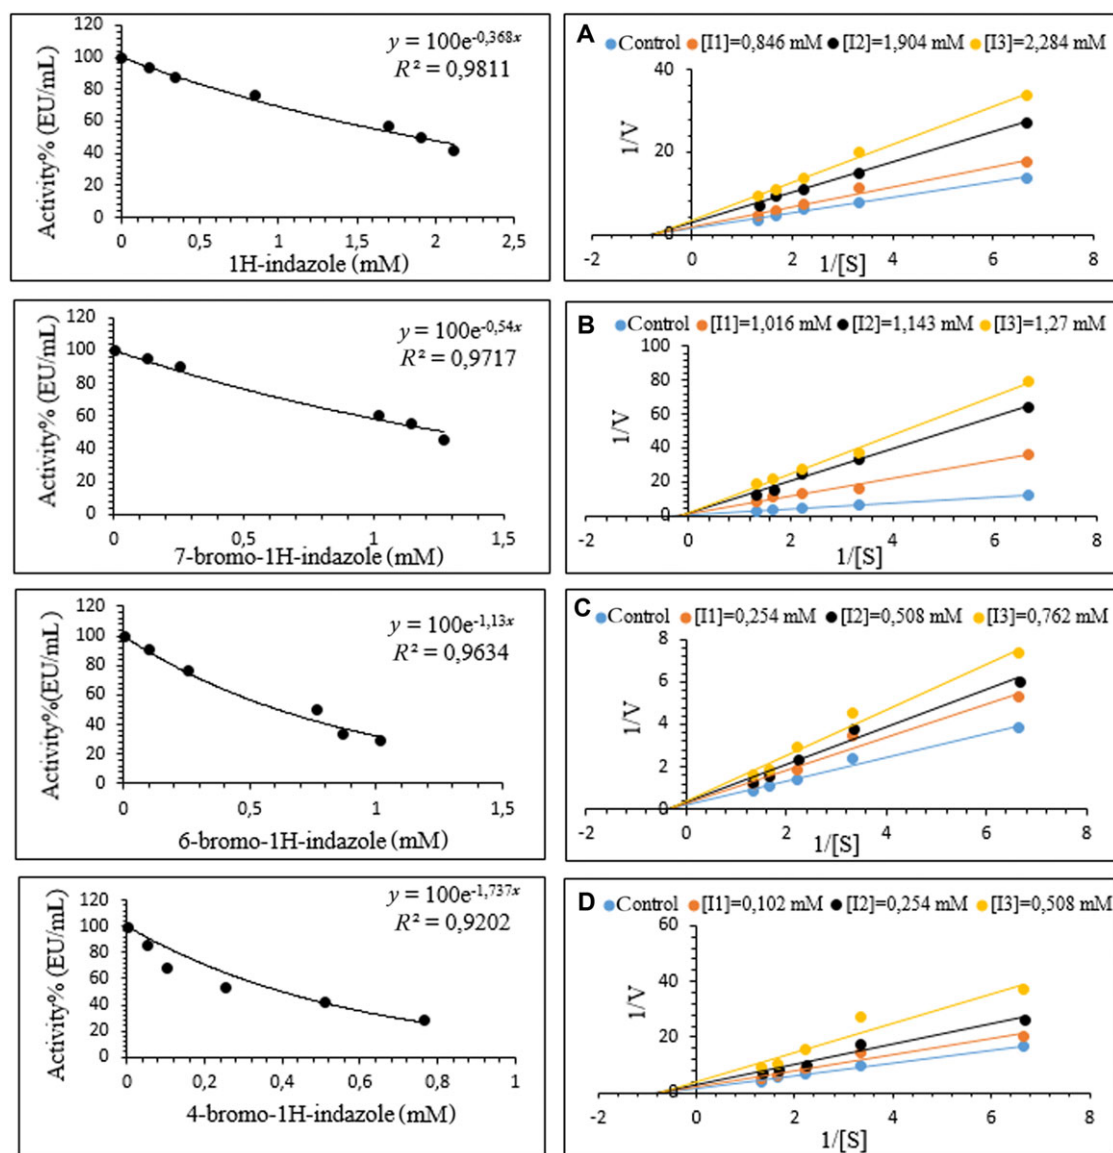 120
100
80
60
40
20
0
Activity% (EU/mL)
y = 100e^-0,368x
R² = 0,9811
0 0,5 1 1,5 2 2,5
1H-indazole (mM)
A Control [I1]=0,846 mM [I2]=1,904 mM [I3]=2,284 mM
40
20
0
1/V
-2 0 2 4 6 8
1/[S]
120
100
80
60
40
20
0
Activity% (EU/mL)
y = 100e^-0,54x
R² = 0,9717
0 0,5 1 1,5
7-bromo-1H-indazole (mM)
B Control [I1]=1,016 mM [I2]=1,143 mM [I3]=1,27 mM
100
80
60
40
20
0
1/V
-2 0 2 4 6 8
1/[S]
120
100
80
60
40
20
0
Activity%(EU/mL)
y = 100e^-1,13x
R² = 0,9634
0 0,5 1 1,5
6-bromo-1H-indazole (mM)
C Control [I1]=0,254 mM [I2]=0,508 mM [I3]=0,762 mM
8
6
4
2
0
1/V
-2 0 2 4 6 8
1/[S]
120
100
80
60
40
20
0
Activity% (EU/mL)
y = 100e^-1,737x
R² = 0,9202
0 0,2 0,4 0,6 0,8 1
4-bromo-1H-indazole (mM)
D Control [I1]=0,102 mM [I2]=0,254 mM [I3]=0,508 mM
60
40
20
0
1/V
-2 0 2 4 6 8
1/[S]